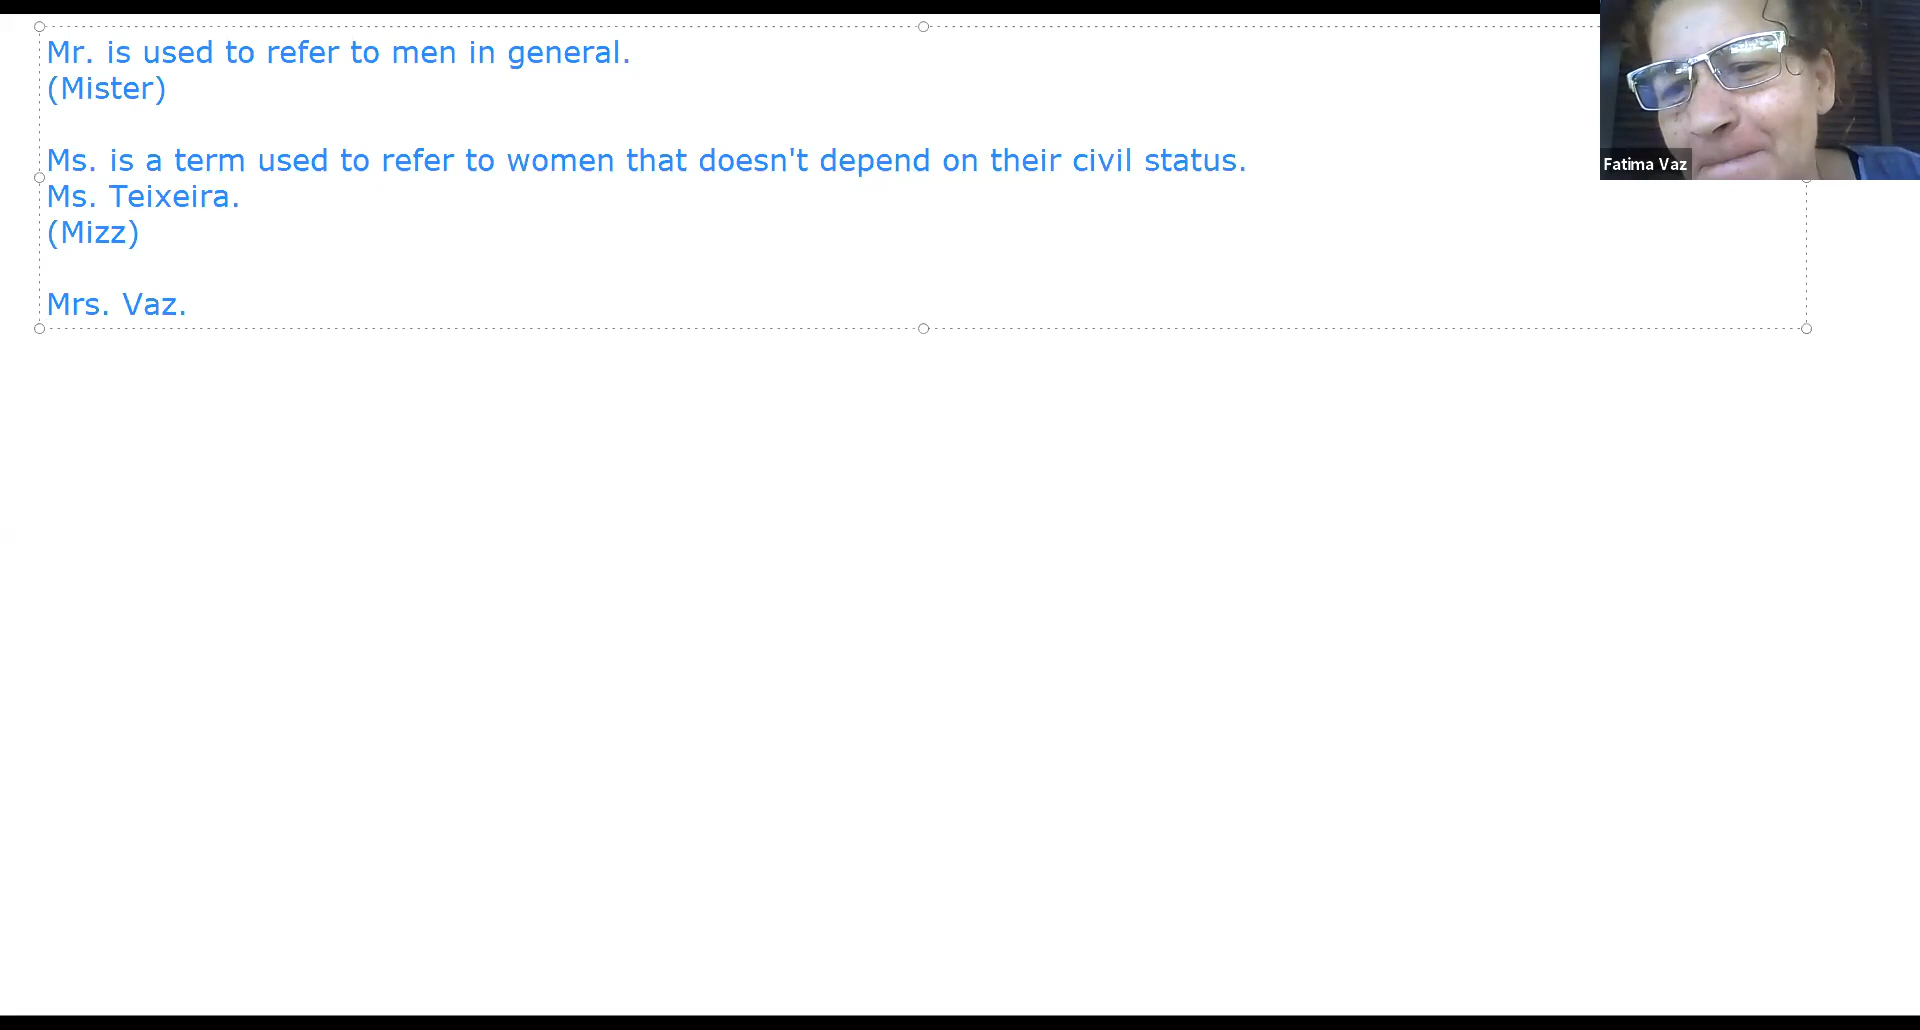 Mr. is used to refer to men in general.
(Mister)
Ms. is a term used to refer to women that doesn't depend on their civil status.
Ms. Teixeira.
(Mizz)
Mrs. Vaz.
Fatima Vaz